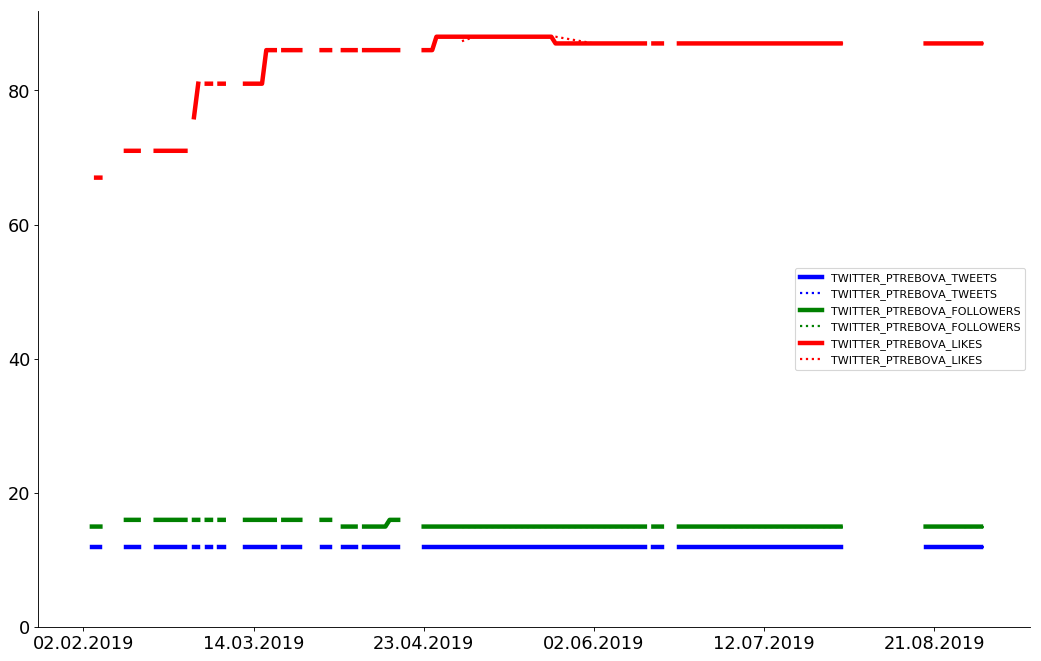 80
60
40
20
0
TWITTER_PTREBOVA_TWEETS
TWITTER_PTREBOVA_TWEETS
TWITTER_PTREBOVA_FOLLOWERS
TWITTER_PTREBOVA_FOLLOWERS
TWITTER_PTREBOVA_LIKES
TWITTER_PTREBOVA_LIKES
02.02.2019 14.03.2019 23.04.2019 02.06.2019 12.07.2019 21.08.2019